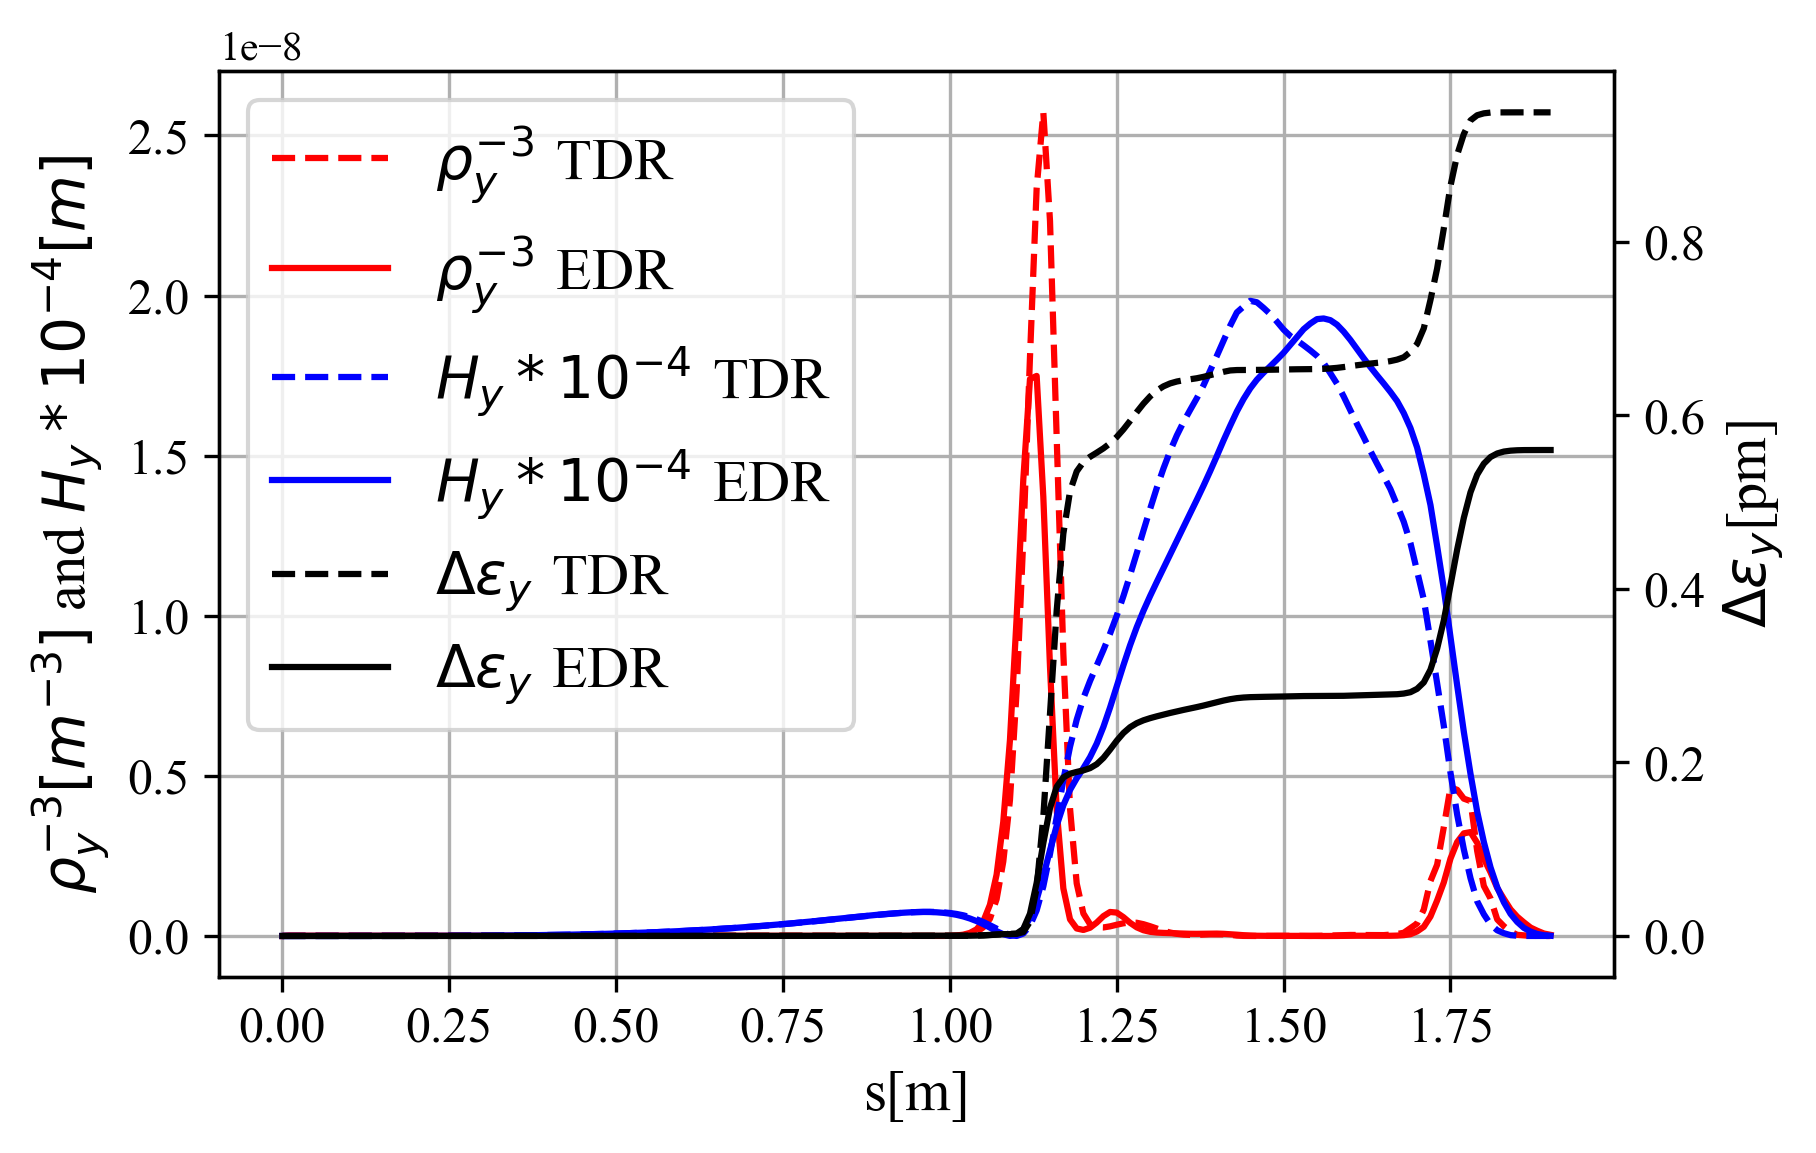 1e−8
2.5
2.0
1.5
1.0
0.5
0.0
ρ_y^{−3}[m^{−3}] and H_y * 10^{−4}[m]
ρ_y^{−3} TDR
ρ_y^{−3} EDR
H_y * 10^{−4} TDR
H_y * 10^{−4} EDR
Δε_y TDR
Δε_y EDR
0.8
0.6
0.4
0.2
0.0
Δε_y[pm]
0.00 0.25 0.50 0.75 1.00 1.25 1.50 1.75
s[m]